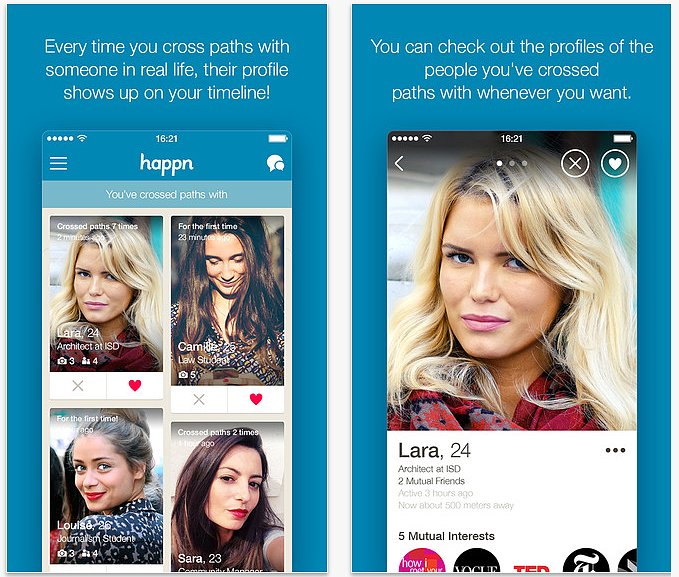 Every time you cross paths with
someone in real life, their profile
shows up on your timeline!
16:21
happn
You've crossed paths with
Crossed paths 7 times
2 minutes ago
Lara, 24
Architect at ISD
3 4
For the first time
23 minutes ago
Camille, 25
Law Student
5
For the first time!
ago
Louise, 26
Journalism Student
3 4
Crossed paths 2 times
1 hour ago
Sara, 23
Community Manager
You can check out the profiles of the
people you've crossed
paths with whenever you want.
16:21
Lara, 24
Architect at ISD
2 Mutual Friends
Active 3 hours ago
Now about 500 meters away
5 Mutual Interests
how i
met your
VOGUE
TED
T